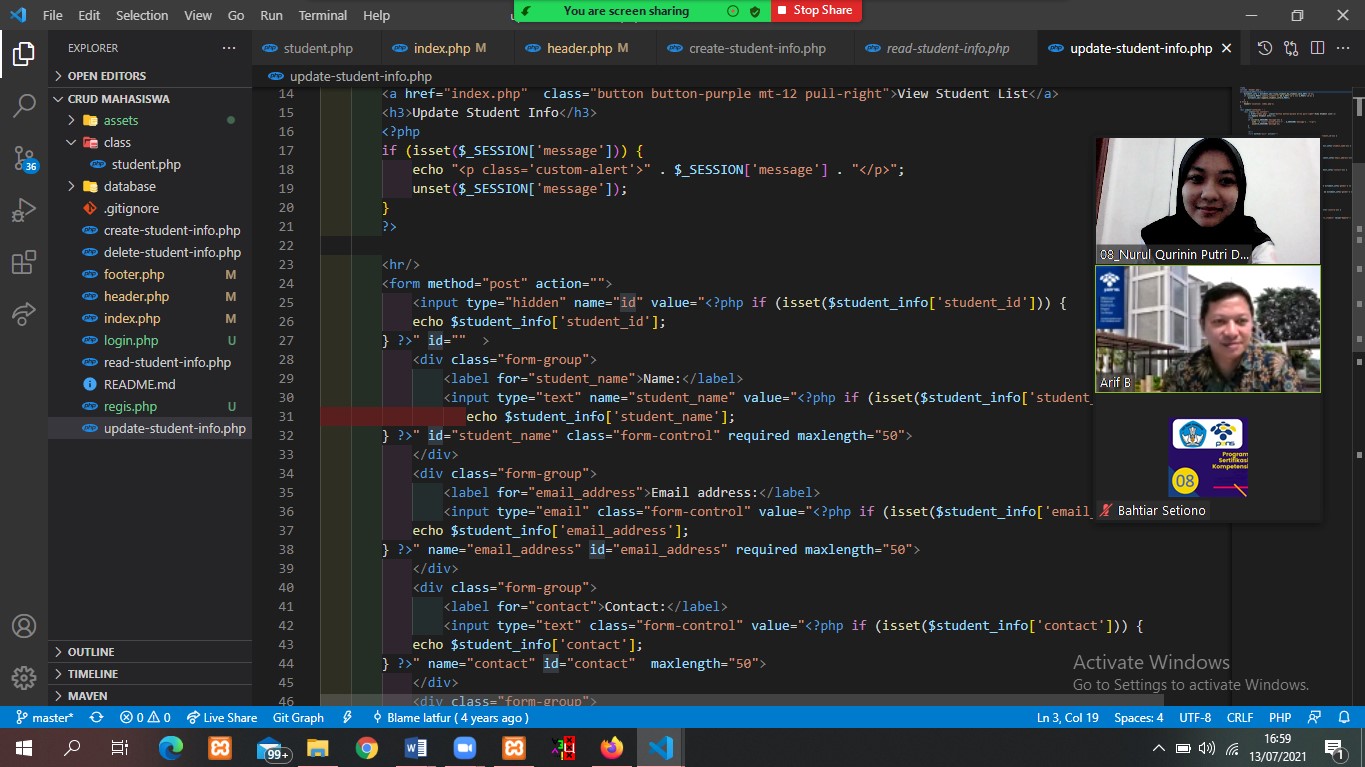 File Edit Selection View Go Run Terminal Help
You are screen sharing
Stop Share
EXPLORER
student.php
index.php M
header.php M
create-student-info.php
read-student-info.php
update-student-info.php
OPEN EDITORS
CRUD MAHASISWA
assets
class
student.php
database
.gitignore
create-student-info.php
delete-student-info.php
footer.php M
header.php M
index.php M
login.php U
read-student-info.php
README.md
regis.php U
update-student-info.php
OUTLINE
TIMELINE
MAVEN
36
update-student-info.php
14 <a href="index.php"  class="button button-purple mt-12 pull-right">View Student List</a>
15 <h3>Update Student Info</h3>
16 <?php
17 if (isset($_SESSION['message'])) {
18 echo "<p class='custom-alert'>" . $_SESSION['message'] . "</p>";
19 unset($_SESSION['message']);
20 }
21 ?>
22
23 <hr/>
24 <form method="post" action="">
25 <input type="hidden" name="id" value="<?php if (isset($student_info['student_id'])) {
26 echo $student_info['student_id'];
27 } ?>" id=""  >
28 <div class="form-group">
29 <label for="student_name">Name:</label>
30 <input type="text" name="student_name" value="<?php if (isset($student_info['student_
31 echo $student_info['student_name'];
32 } ?>" id="student_name" class="form-control" required maxlength="50">
33 </div>
34 <div class="form-group">
35 <label for="email_address">Email address:</label>
36 <input type="email" class="form-control" value="<?php if (isset($student_info['email_
37 echo $student_info['email_address'];
38 } ?>" name="email_address" id="email_address" required maxlength="50">
39 </div>
40 <div class="form-group">
41 <label for="contact">Contact:</label>
42 <input type="text" class="form-control" value="<?php if (isset($student_info['contact'])) {
43 echo $student_info['contact'];
44 } ?>" name="contact" id="contact"  maxlength="50">
45 </div>
46 <div class="form-group">
08_Nurul Qurinin Putri D...
Arif B
pens
Program
Sertifikasi
Kompetensi
08
Bahtiar Setiono
Activate Windows
Go to Settings to activate Windows.
master* 0 0 Live Share Git Graph Blame latfur ( 4 years ago ) Ln 3, Col 19 Spaces: 4 UTF-8 CRLF PHP
99+
16:59
13/07/2021
1